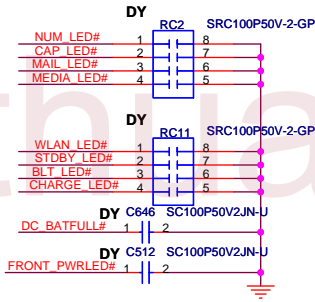 DY
RC2 SRC100P50V-2-GP
NUM_LED# 1 8
CAP_LED# 2 7
MAIL_LED# 3 6
MEDIA_LED# 4 5
DY
RC11 SRC100P50V-2-GP
WLAN_LED# 1 8
STDBY_LED# 2 7
BLT_LED# 3 6
CHARGE_LED# 4 5
DY C646 SC100P50V2JN-U
DC_BATFULL# 1 2
DY C512 SC100P50V2JN-U
FRONT_PWRLED# 1 2